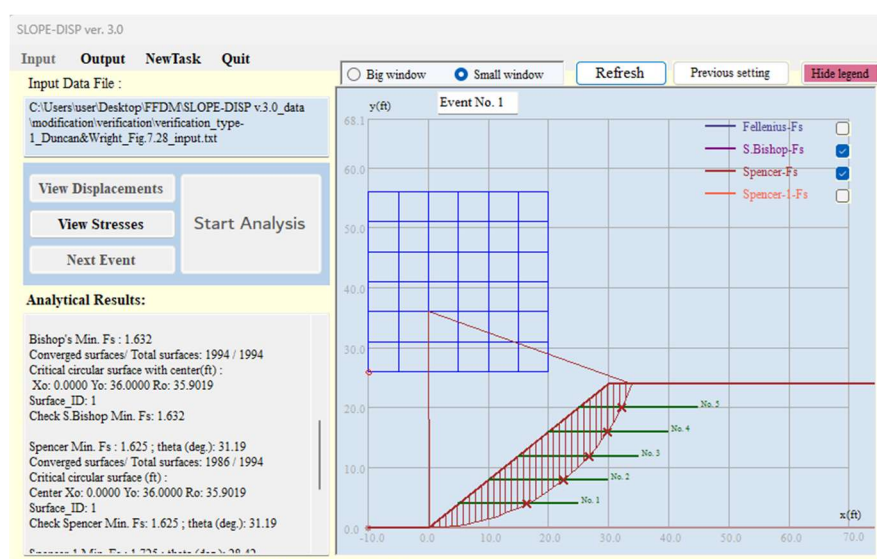 SLOPE-DISP ver. 3.0
Input Output NewTask Quit
Input Data File :
C:\Users\user\Desktop\FFDM\SLOPE-DISP v.3.0_data
\modification\verification\verification_type-
1_Duncan&Wright_Fig.7.28_input.txt
View Displacements
View Stresses
Next Event
Start Analysis
Analytical Results:
Bishop's Min. Fs : 1.632
Converged surfaces/ Total surfaces: 1994 / 1994
Critical circular surface with center(ft) :
Xo: 0.0000 Yo: 36.0000 Ro: 35.9019
Surface_ID: 1
Check S.Bishop Min. Fs: 1.632
Spencer Min. Fs : 1.625 ; theta (deg.): 31.19
Converged surfaces/ Total surfaces: 1986 / 1994
Critical circular surface (ft) :
Center Xo: 0.0000 Yo: 36.0000 Ro: 35.9019
Surface_ID: 1
Check Spencer Min. Fs: 1.625 ; theta (deg.): 31.19
Big window Small window Refresh Previous setting Hide legend
y(ft) Event No. 1
68.1
60.0
50.0
40.0
30.0
20.0
10.0
0.0
Fellenius-Fs
S.Bishop-Fs
Spencer-Fs
Spencer-1-Fs
No. 5
No. 4
No. 3
No. 2
No. 1
x(ft)
-10.0 0.0 10.0 20.0 30.0 40.0 50.0 60.0 70.0